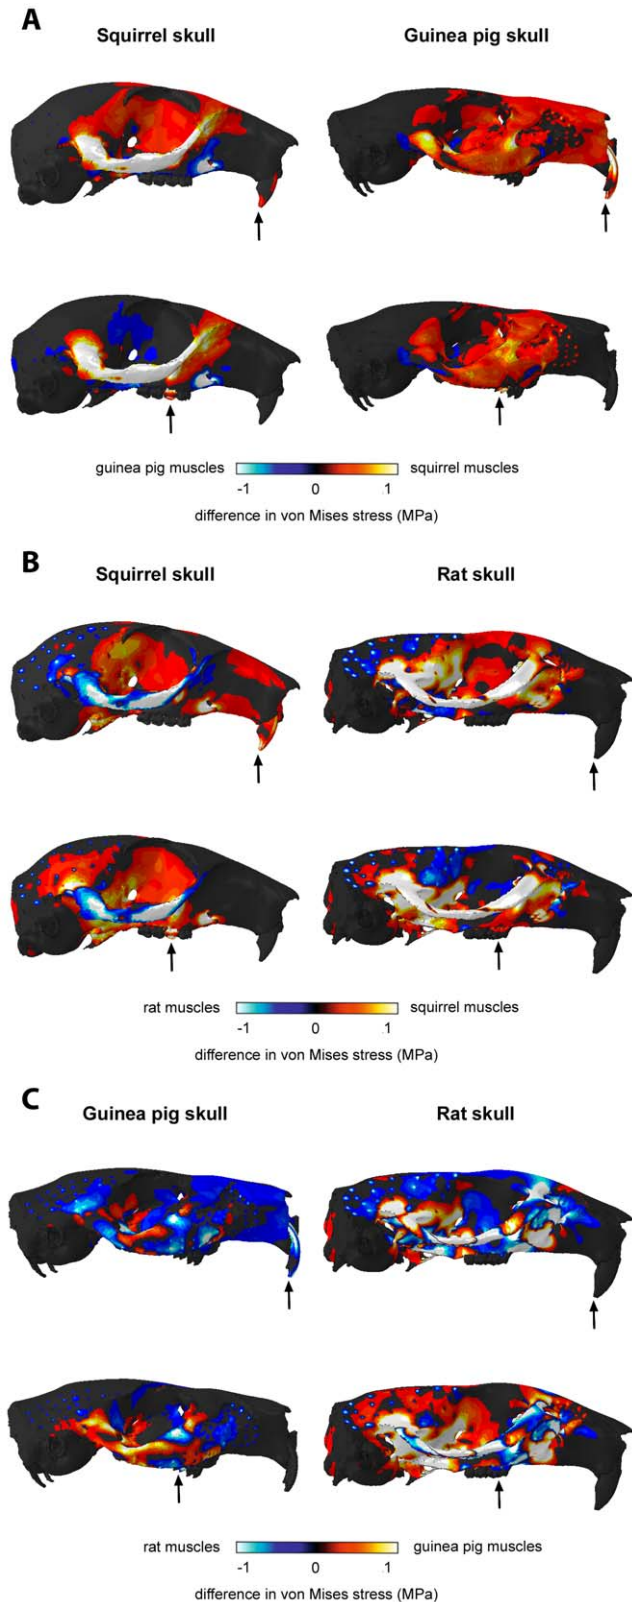 A
Squirrel skull Guinea pig skull
guinea pig muscles squirrel muscles
-1 0 .1
difference in von Mises stress (MPa)
B
Squirrel skull Rat skull
rat muscles squirrel muscles
-1 0 .1
difference in von Mises stress (MPa)
C
Guinea pig skull Rat skull
rat muscles guinea pig muscles
-1 0 .1
difference in von Mises stress (MPa)